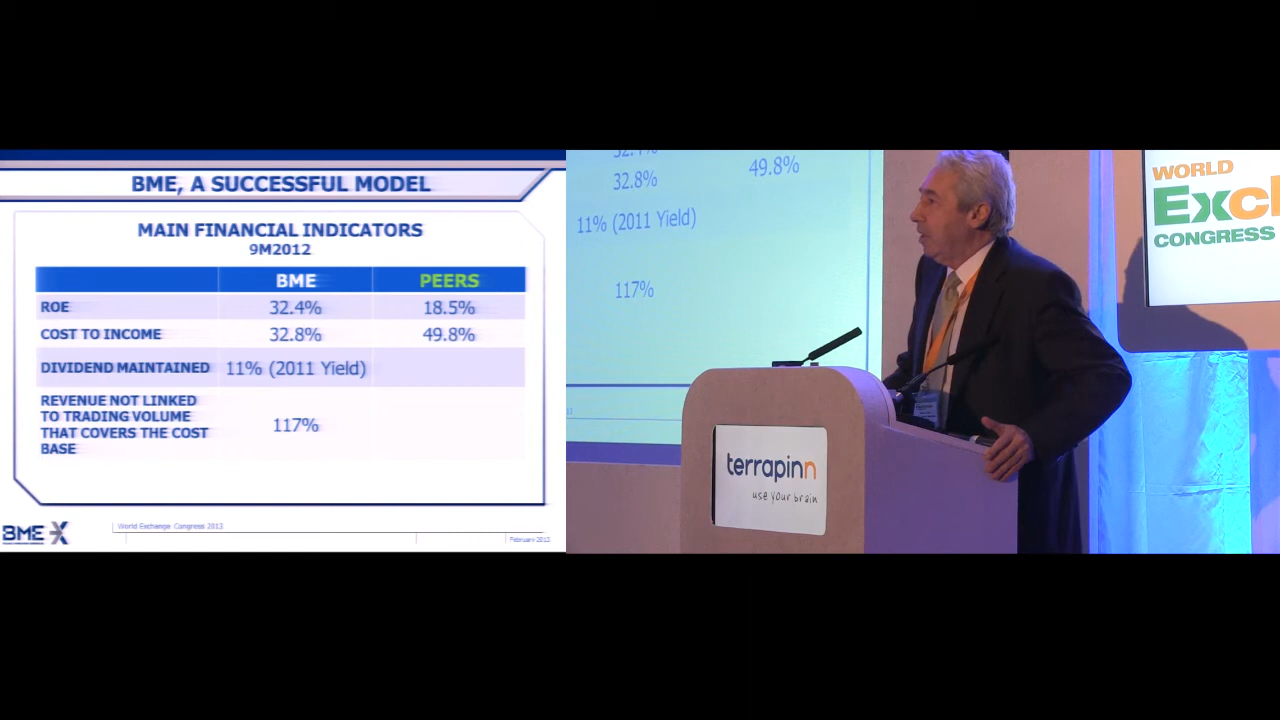 BME, A SUCCESSFUL MODEL
MAIN FINANCIAL INDICATORS
9M2012
BME PEERS
ROE 32.4% 18.5%
COST TO INCOME 32.8% 49.8%
DIVIDEND MAINTAINED 11% (2011 Yield)
REVENUE NOT LINKED
TO TRADING VOLUME
THAT COVERS THE COST
BASE
117%
BME X
World Exchange Congress 2013
February 2013
32.8% 49.8%
11% (2011 Yield)
117%
WORLD
Exc
CONGRESS
terrapinn
use your brain